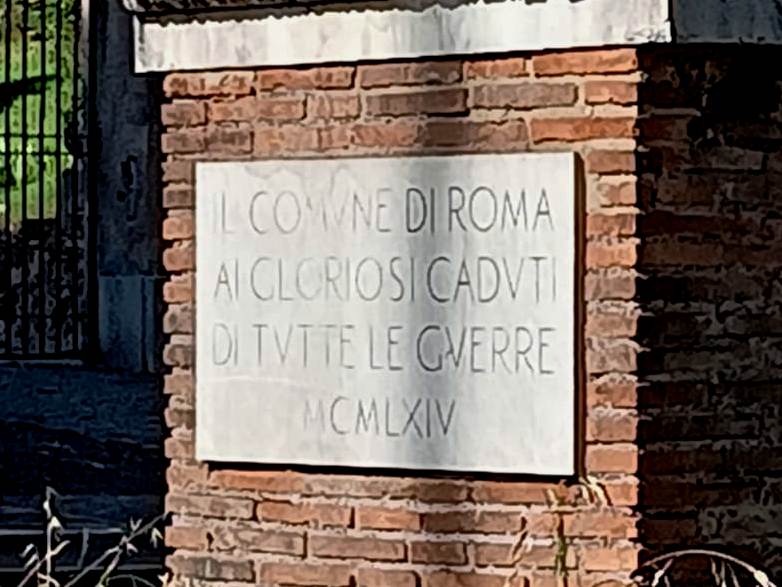 IL COMVNE DI ROMA
AI GLORIOSI CADVTI
DI TVTTE LE GVERRE
MCMLXIV